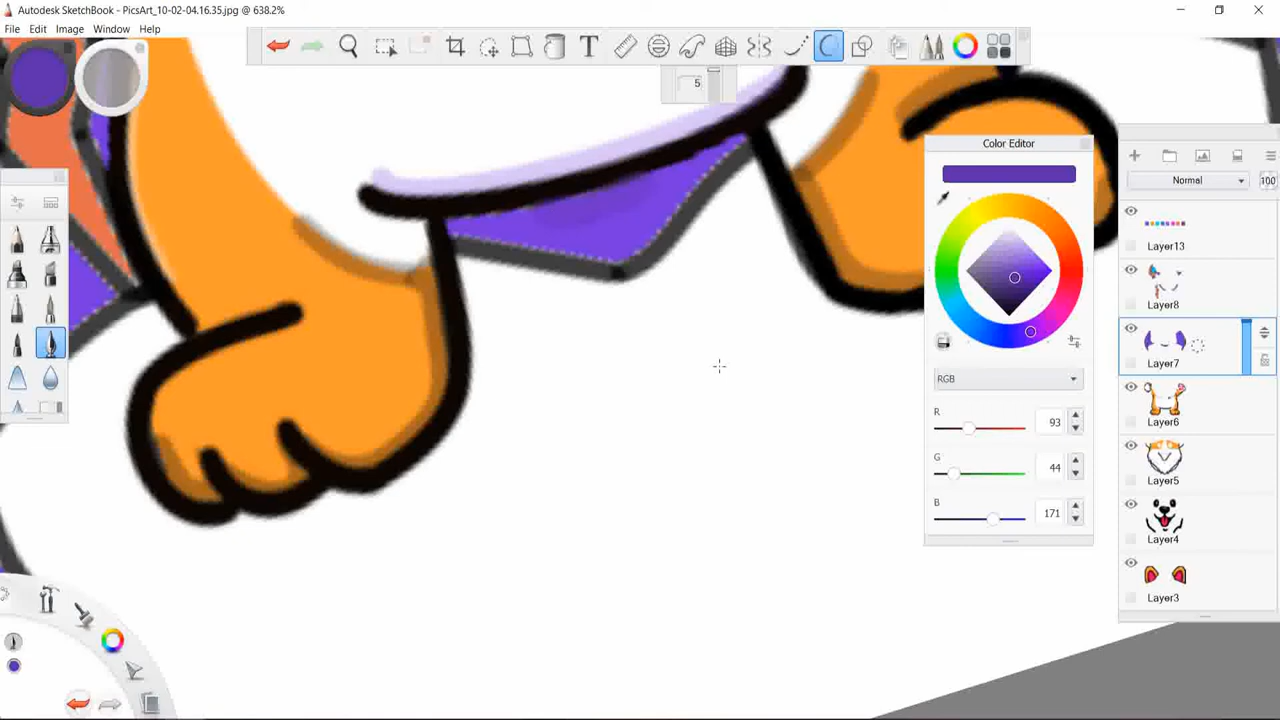 Autodesk SketchBook - PicsArt_10-02-04.16.35.jpg @ 638.2%
File Edit Image Window Help
T
5
Color Editor
RGB
R 93
G 44
B 171
Normal 100
Layer13
Layer8
Layer7
Layer6
Layer5
Layer4
Layer3